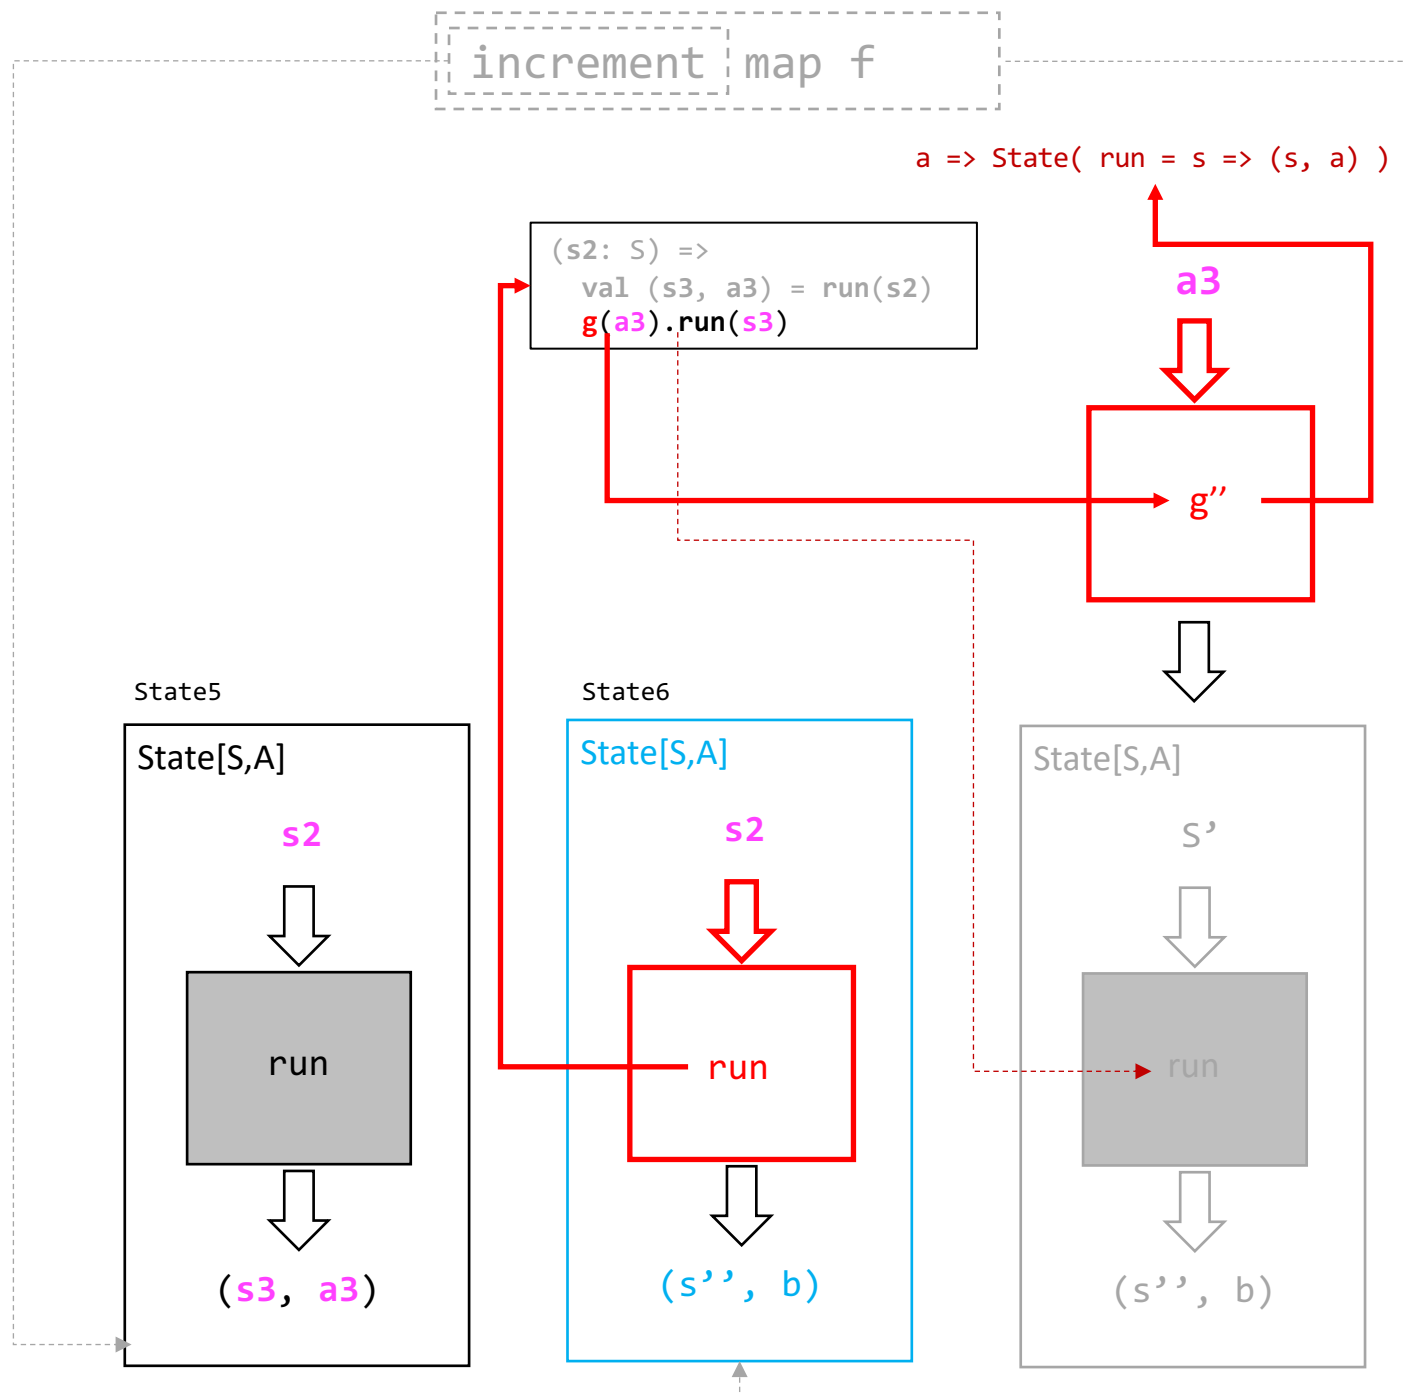 increment map f
a => State( run = s => (s, a) )
(s2: S) =>
val (s3, a3) = run(s2)
g(a3).run(s3)
a3
g’’
State5
State[S,A]
s2
run
(s3, a3)
State6
State[S,A]
s2
run
(s’’, b)
State[S,A]
S’
run
(s’’, b)